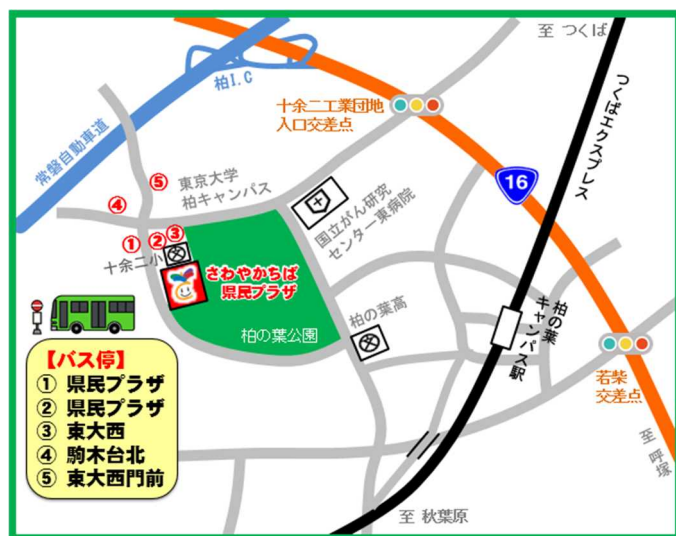 至 つくば
柏I.C
常磐自動車道
十余二工業団地
入口交差点
つくばエクスプレス
16
⑤
東京大学
柏キャンパス
④
国立がん研究
センター東病院
①
②
③
十余二小
さわやかちば
県民プラザ
柏の葉公園
柏の葉高
柏の葉
キャンパス駅
若柴
交差点
至 呼塚
至 秋葉原
【バス停】
① 県民プラザ
② 県民プラザ
③ 東大西
④ 駒木台北
⑤ 東大西門前